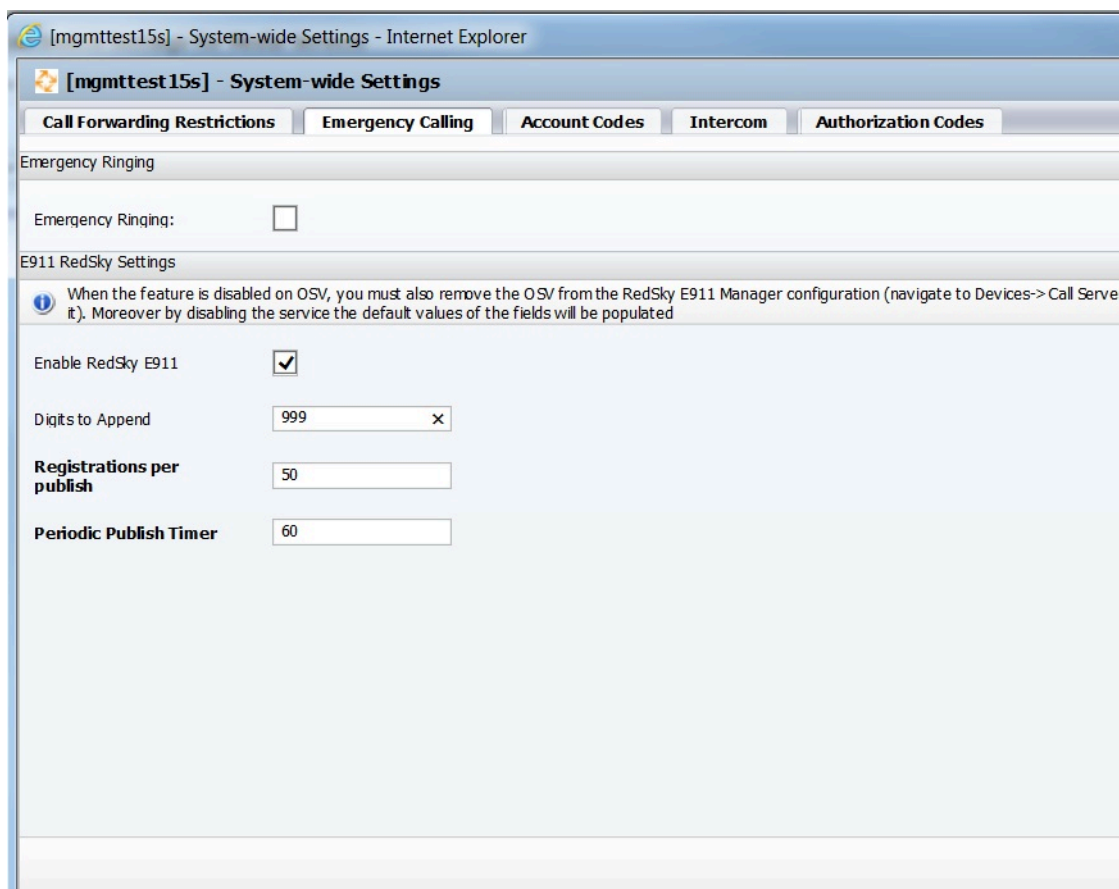 [mgmttest15s] - System-wide Settings - Internet Explorer
[mgmttest15s] - System-wide Settings
Call Forwarding Restrictions Emergency Calling Account Codes Intercom Authorization Codes
Emergency Ringing
Emergency Ringing:
E911 RedSky Settings
When the feature is disabled on OSV, you must also remove the OSV from the RedSky E911 Manager configuration (navigate to Devices-> Call Serve
it). Moreover by disabling the service the default values of the fields will be populated
Enable RedSky E911
Digits to Append 999
Registrations per
publish 50
Periodic Publish Timer 60